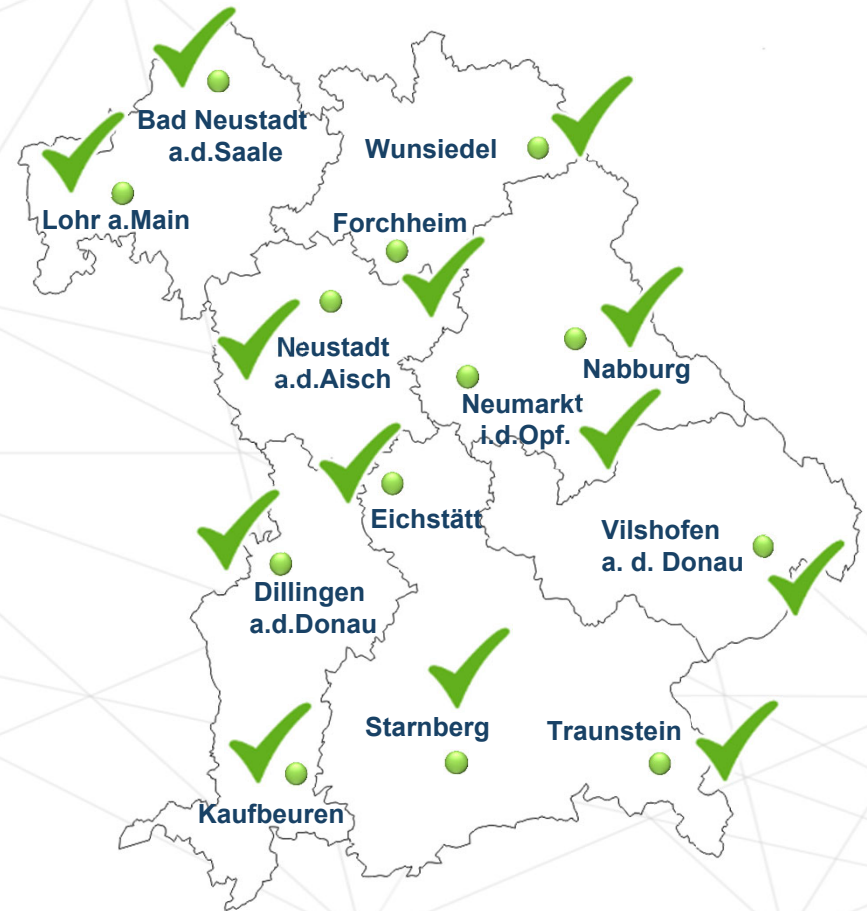 Bad Neustadt
a.d.Saale
Wunsiedel
Lohr a.Main
Forchheim
Neustadt
a.d.Aisch
Nabburg
Neumarkt
i.d.Opf.
Eichstätt
Vilshofen
a. d. Donau
Dillingen
a.d.Donau
Starnberg
Traunstein
Kaufbeuren